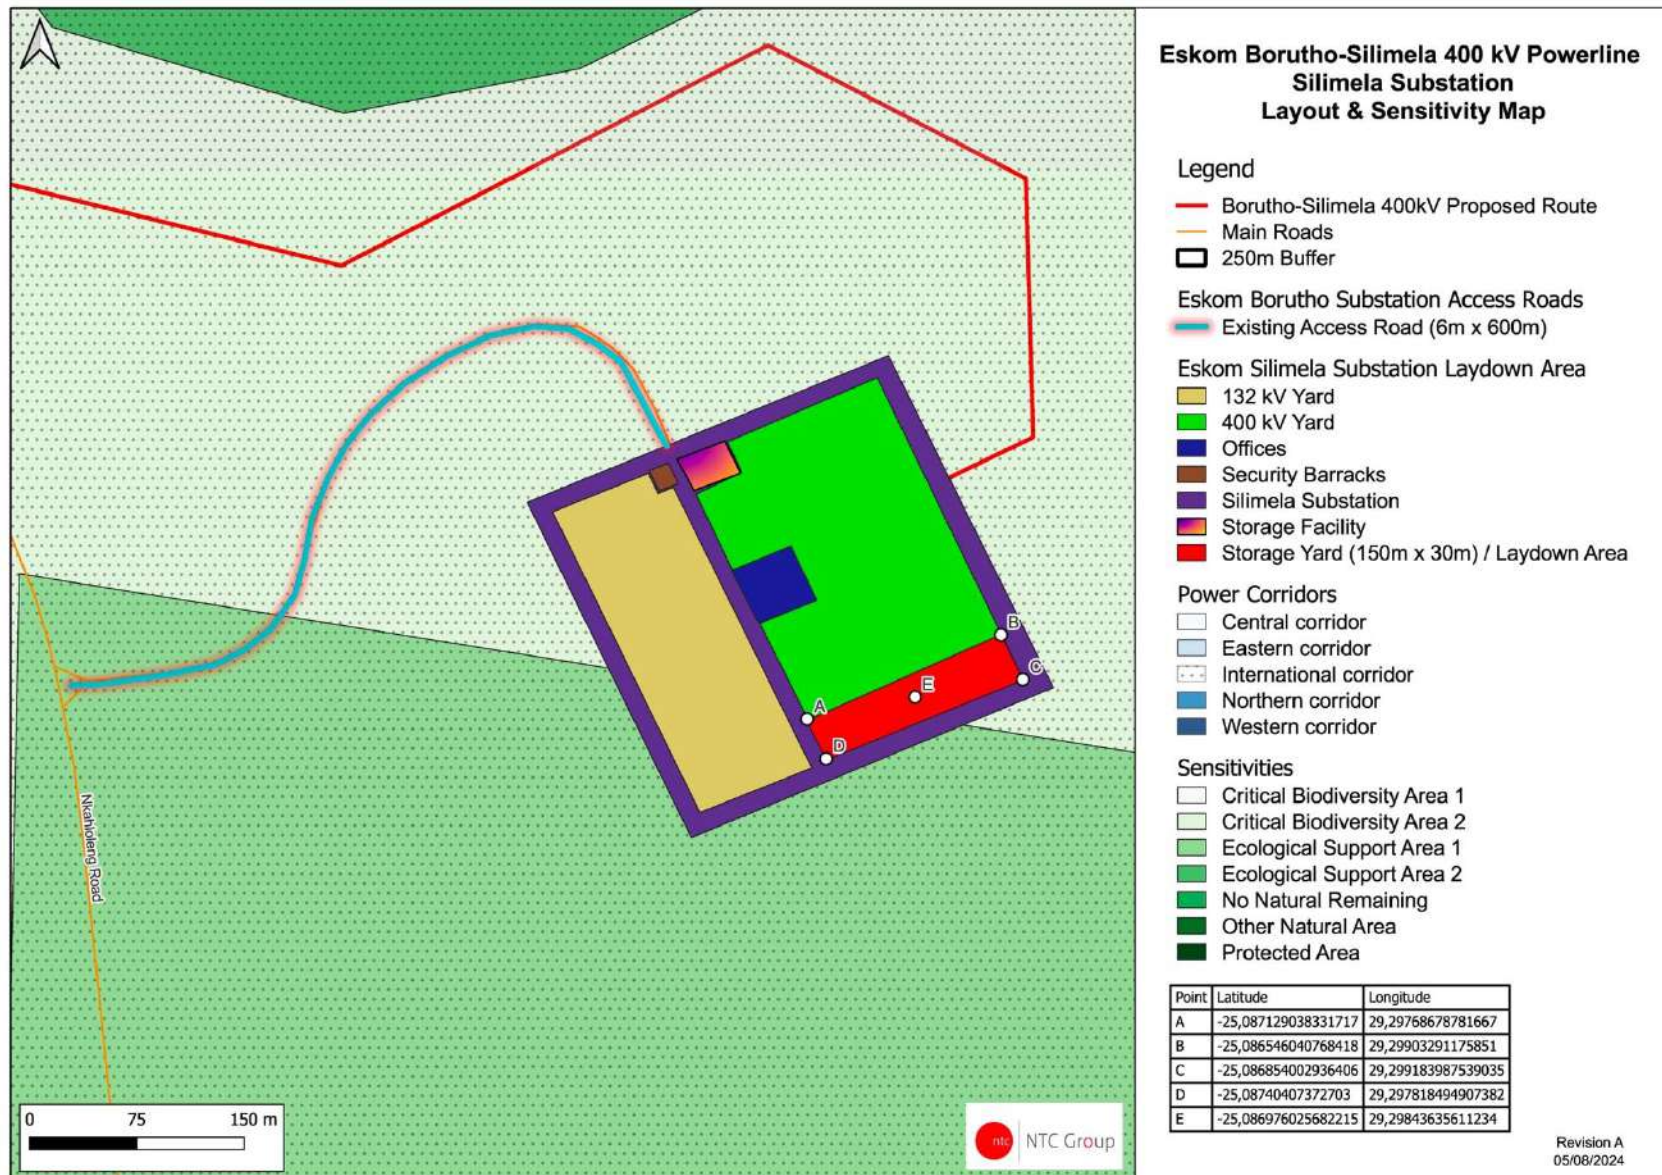 Eskom Borutho-Silimela 400 kV Powerline
Silimela Substation
Layout & Sensitivity Map
Legend
Borutho-Silimela 400kV Proposed Route
Main Roads
250m Buffer
Eskom Borutho Substation Access Roads
Existing Access Road (6m x 600m)
Eskom Silimela Substation Laydown Area
132 kV Yard
400 kV Yard
Offices
Security Barracks
Silimela Substation
Storage Facility
Storage Yard (150m x 30m) / Laydown Area
Power Corridors
Central corridor
Eastern corridor
International corridor
Northern corridor
Western corridor
Sensitivities
Critical Biodiversity Area 1
Critical Biodiversity Area 2
Ecological Support Area 1
Ecological Support Area 2
No Natural Remaining
Other Natural Area
Protected Area
Point Latitude Longitude
A -25,087129038331717 29,29768678781667
B -25,086546040768418 29,29903291175851
C -25,086854002936406 29,299183987539035
D -25,08740407372703 29,297818494907382
E -25,086976025682215 29,29843635611234
Revision A
05/08/2024
B
C
E
A
D
Nkahioleng Road
0 75 150 m
ntc NTC Group